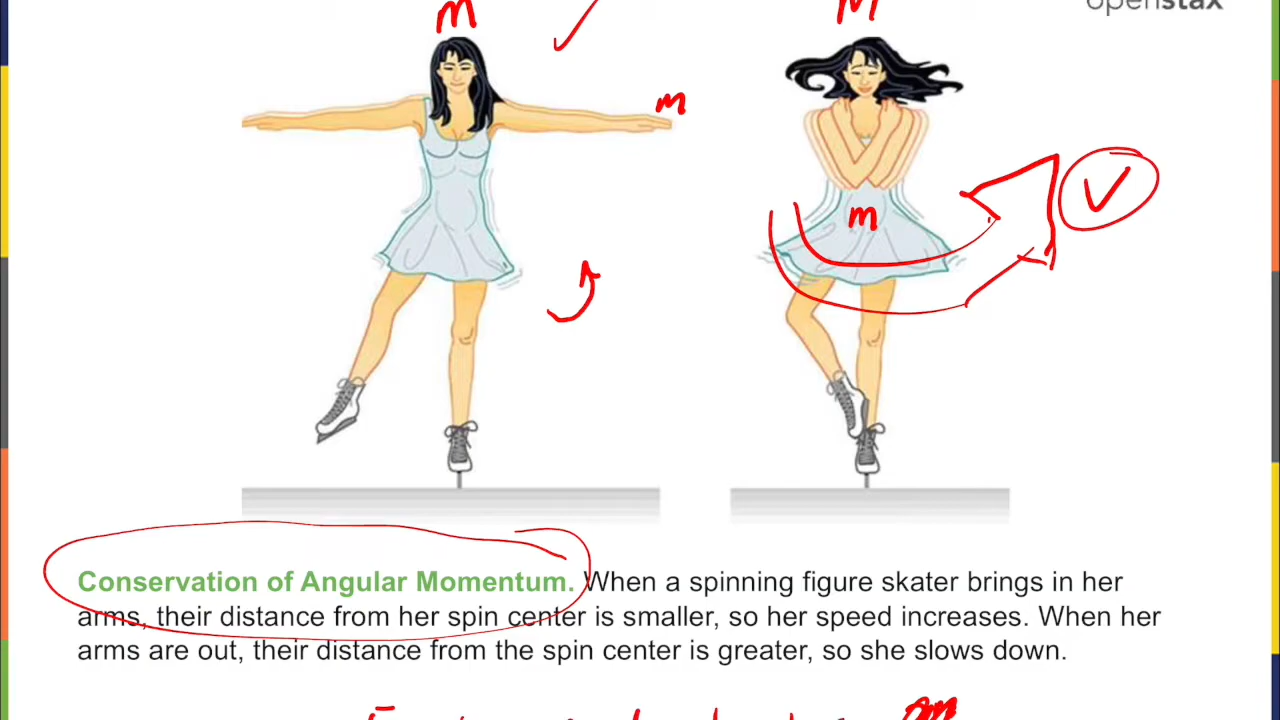 openstax
m M
m
m
Conservation of Angular Momentum. When a spinning figure skater brings in her
arms, their distance from her spin center is smaller, so her speed increases. When her
arms are out, their distance from the spin center is greater, so she slows down.